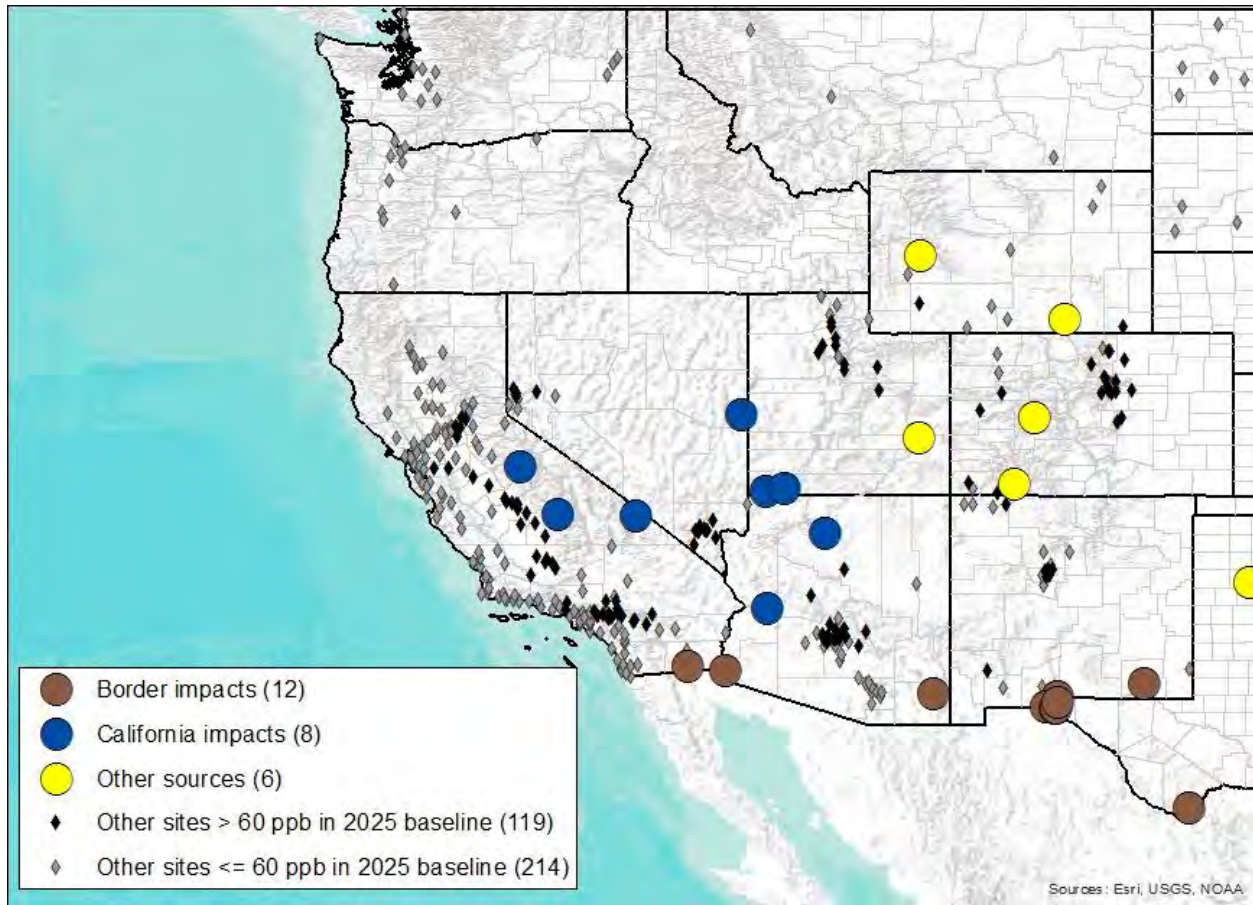 Border impacts (12)
California impacts (8)
Other sources (6)
Other sites > 60 ppb in 2025 baseline (119)
Other sites <= 60 ppb in 2025 baseline (214)
Sources: Esri, USGS, NOAA